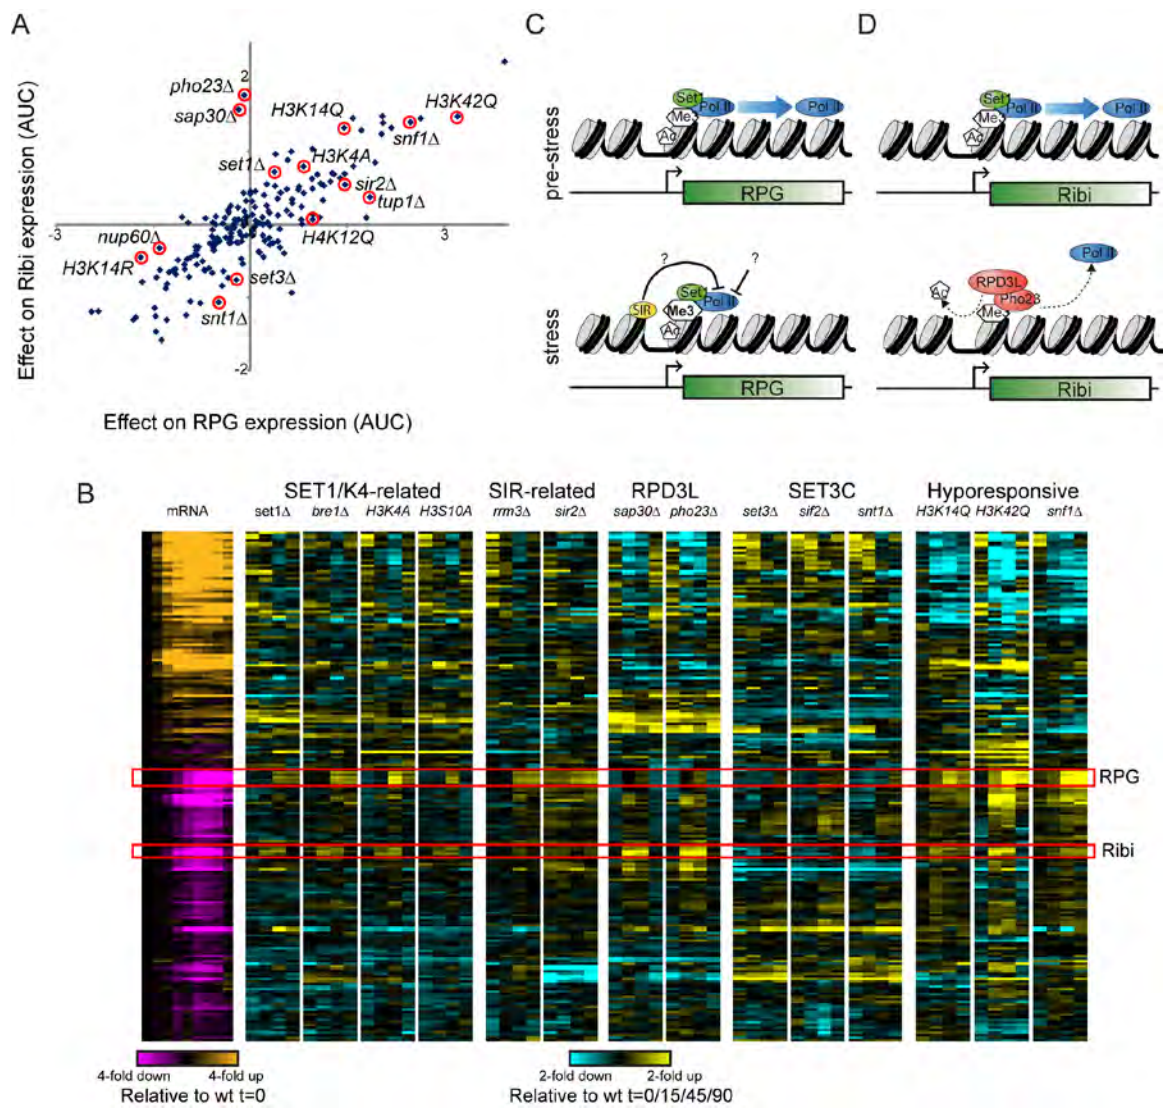 A
Effect on Ribi expression (AUC)
Effect on RPG expression (AUC)
2
-2
-3
3
pho23Δ
sap30Δ
H3K14Q
H3K42Q
snf1Δ
set1Δ
H3K4A
sir2Δ
tup1Δ
H4K12Q
nup60Δ
H3K14R
set3Δ
snt1Δ
C
pre-stress
Set1
Me
Pol II
Pol II
Ac
RPG
stress
?
?
SIR
Set1
Me3
Pol II
Ac
RPG
D
Set1
Me
Pol II
Pol II
Ac
Ribi
Pol II
RPD3L
Pho23
Ac
Me
Ribi
B
SET1/K4-related
SIR-related
RPD3L
SET3C
Hyporesponsive
mRNA
set1Δ
bre1Δ
H3K4A
H3S10A
rrm3Δ
sir2Δ
sap30Δ
pho23Δ
set3Δ
sif2Δ
snt1Δ
H3K14Q
H3K42Q
snf1Δ
RPG
Ribi
4-fold down
4-fold up
Relative to wt t=0
2-fold down
2-fold up
Relative to wt t=0/15/45/90